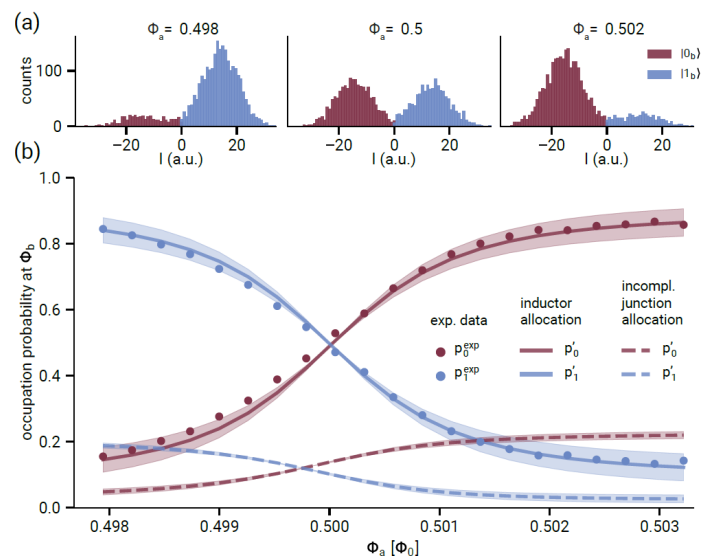 (a)
Φa = 0.498
Φa = 0.5
Φa = 0.502
|0b⟩
|1b⟩
counts
100
0
−20 0 20
−20 0 20
−20 0 20
I (a.u.)
I (a.u.)
I (a.u.)
(b)
occupation probability at Φb
1.0
0.8
0.6
0.4
0.2
0.0
exp. data
inductor
allocation
incompl.
junction
allocation
p0exp
p′0
p′0
p1exp
p′1
p′1
0.498 0.499 0.500 0.501 0.502 0.503
Φa [Φ0]